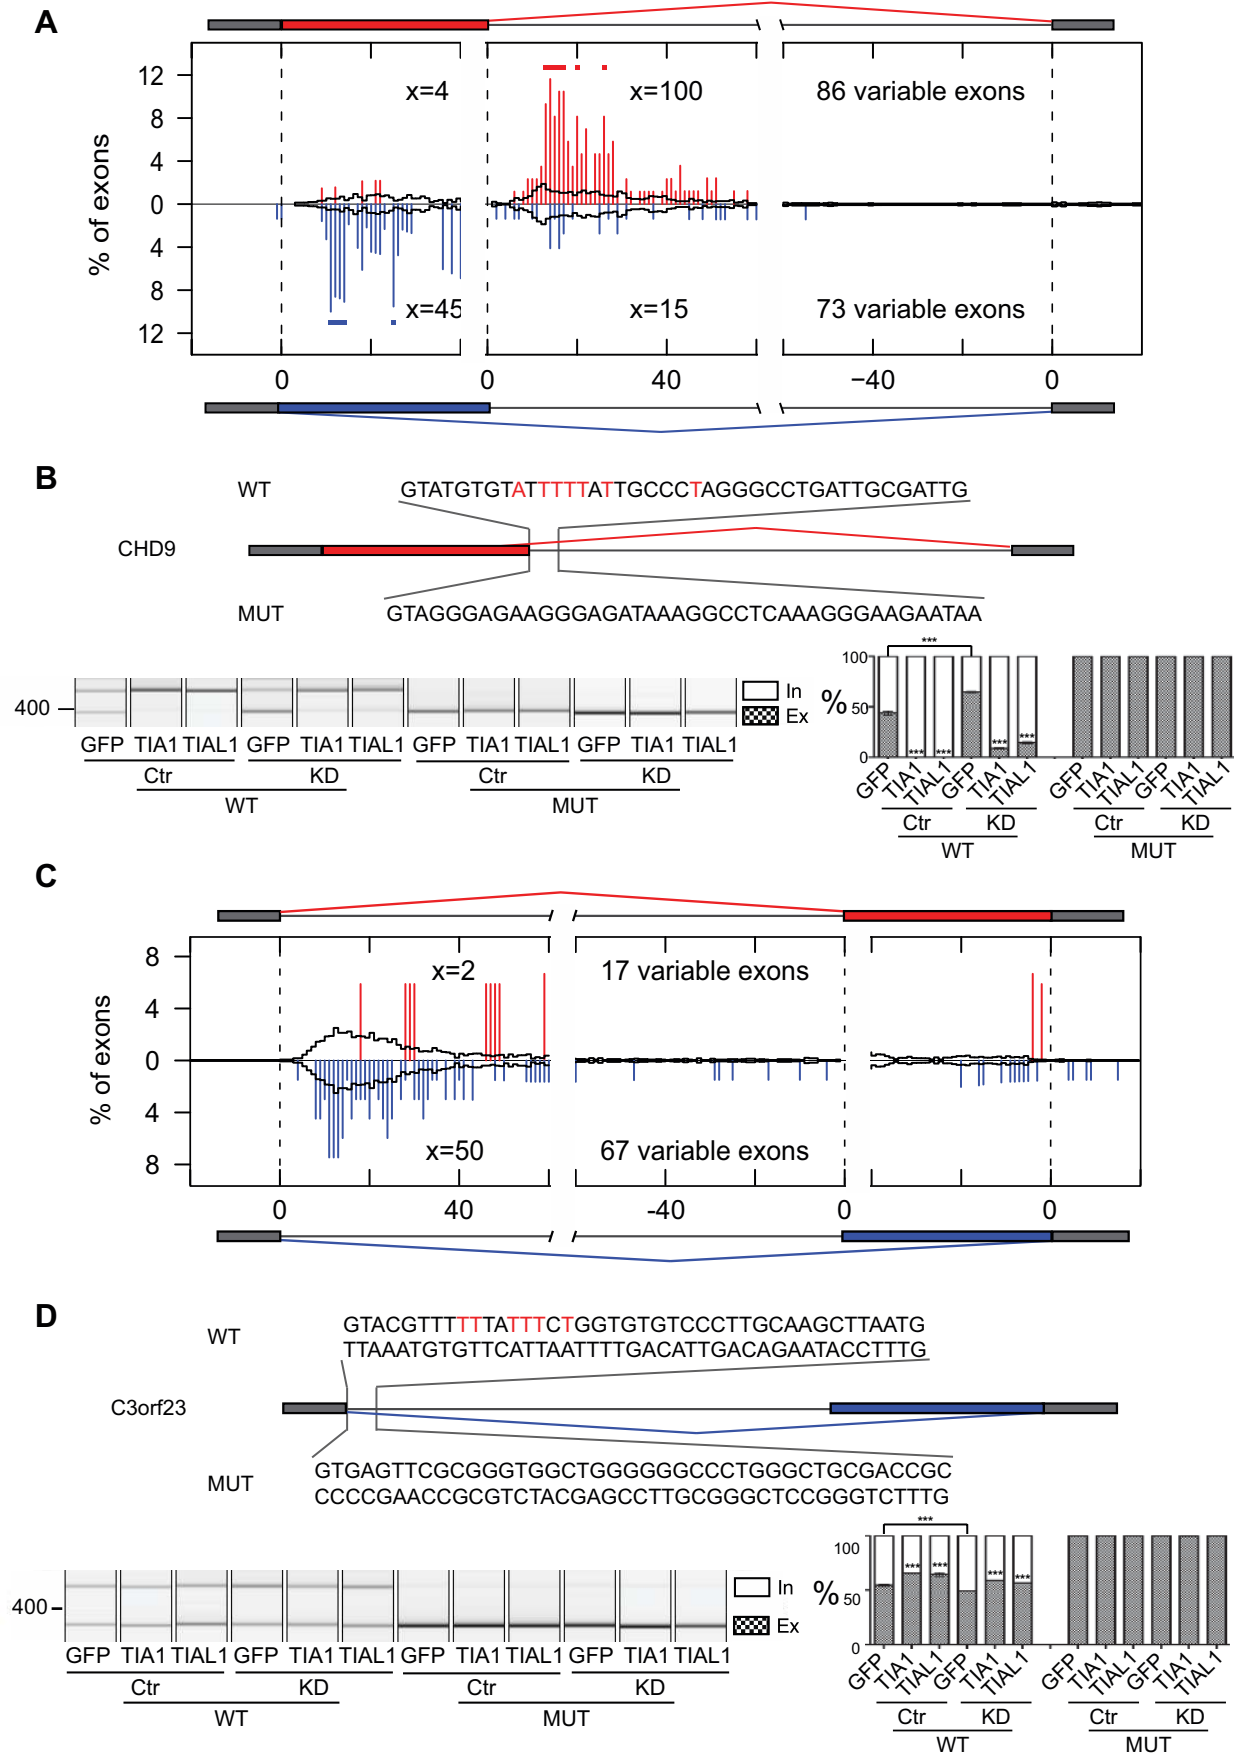 A
12
8
4
0
4
8
12
% of exons
x=4
x=100
86 variable exons
x=45
x=15
73 variable exons
0
0
40
−40
0
B
WT
GTATGTGTATTTTTATTGCCCTAGGGCCTGATTGCGATTG
CHD9
MUT
GTAGGGAGAAGGGAGATAAAGGCCTCAAAGGGAAGAATAA
400
GFP TIA1 TIAL1 GFP TIA1 TIAL1 GFP TIA1 TIAL1 GFP TIA1 TIAL1
Ctr KD Ctr KD
WT MUT
In
Ex
%
100
50
0
***
*** *** *** ***
GFP TIA1 TIAL1 GFP TIA1 TIAL1 GFP TIA1 TIAL1 GFP TIA1 TIAL1
Ctr KD Ctr KD
WT MUT
C
8
4
0
4
8
% of exons
x=2
17 variable exons
x=50
67 variable exons
0
40
-40
0
0
D
WT
GTACGTTTTTTATTTCTGGTGTGTCCCTTGCAAGCTTAATG
TTAAATGTGTTCATTAATTTTGACATTGACAGAATACCTTTG
C3orf23
MUT
GTGAGTTCGCGGGTGGCTGGGGGGCCCTGGGCTGCGACCGC
CCCCGAACCGCGTCTACGAGCCTTGCGGGCTCCGGGTCTTTG
400
GFP TIA1 TIAL1 GFP TIA1 TIAL1 GFP TIA1 TIAL1 GFP TIA1 TIAL1
Ctr KD Ctr KD
WT MUT
In
Ex
%
100
50
0
***
*** *** *** ***
GFP TIA1 TIAL1 GFP TIA1 TIAL1 GFP TIA1 TIAL1 GFP TIA1 TIAL1
Ctr KD Ctr KD
WT MUT